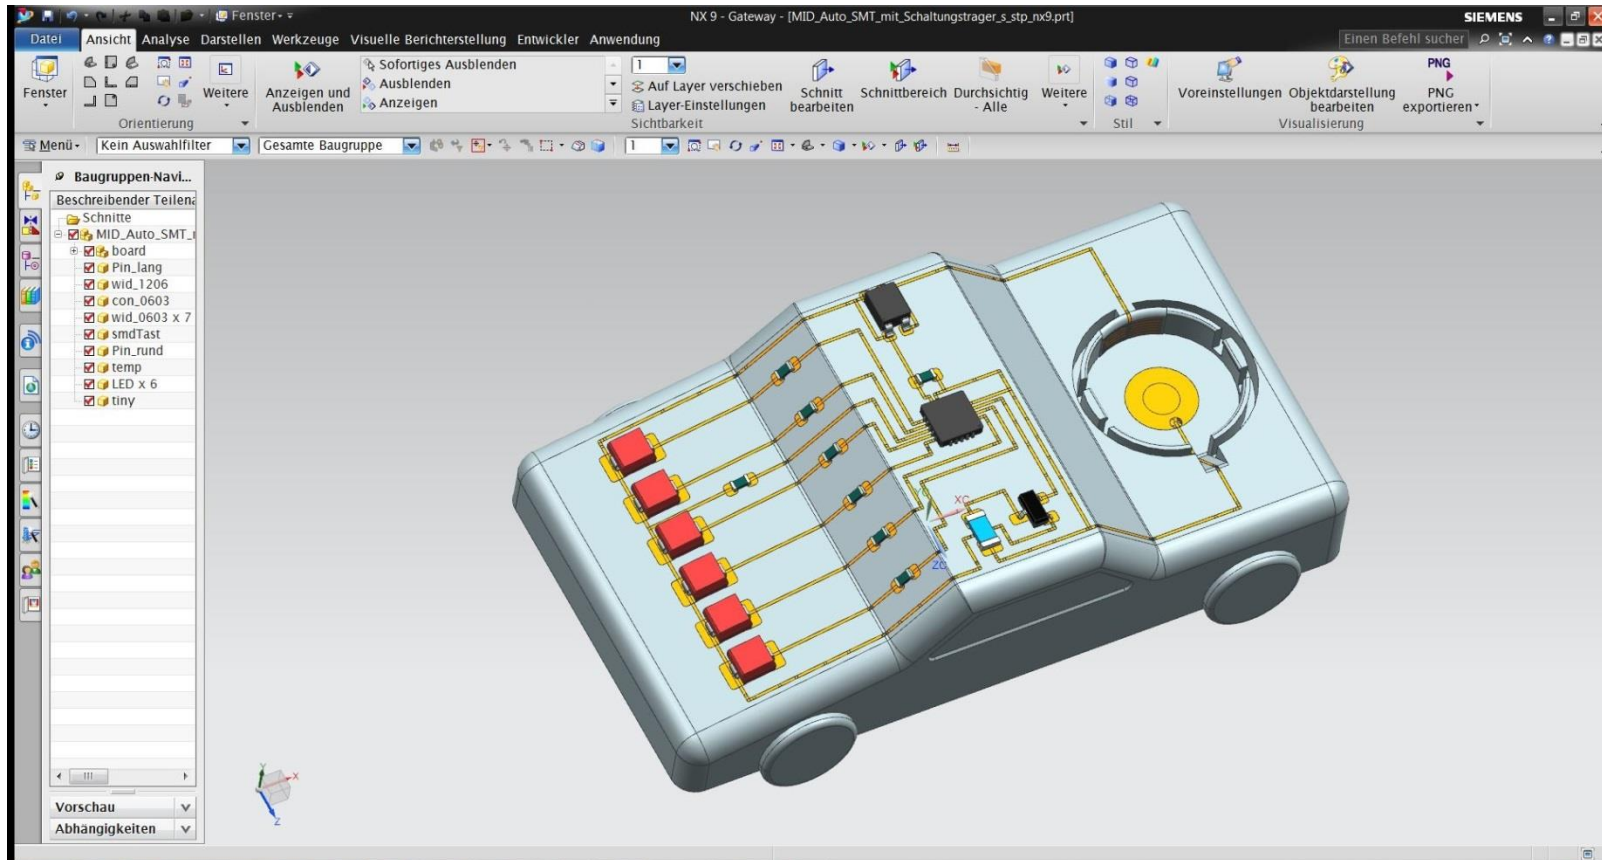 Fenster
NX 9 - Gateway - [MID_Auto_SMT_mit_Schaltungstrager_s_stp_nx9.prt]
SIEMENS
Datei Ansicht Analyse Darstellen Werkzeuge Visuelle Berichterstellung Entwickler Anwendung
Einen Befehl sucher
Fenster
Weitere
Anzeigen und Ausblenden
Sofortiges Ausblenden
Ausblenden
Anzeigen
1
Auf Layer verschieben
Layer-Einstellungen
Schnitt bearbeiten
Schnittbereich
Durchsichtig - Alle
Weitere
Voreinstellungen
Objektdarstellung bearbeiten
PNG
PNG exportieren
Orientierung
Sichtbarkeit
Stil
Visualisierung
Menü
Kein Auswahlfilter
Gesamte Baugruppe
1
Baugruppen-Navi...
Beschreibender Teilena
Schnitte
MID_Auto_SMT_
board
Pin_lang
wid_1206
con_0603
wid_0603 x 7
smdTast
Pin_rund
temp
LED x 6
tiny
Vorschau
Abhängigkeiten
XC
ZC
Y
X
Z